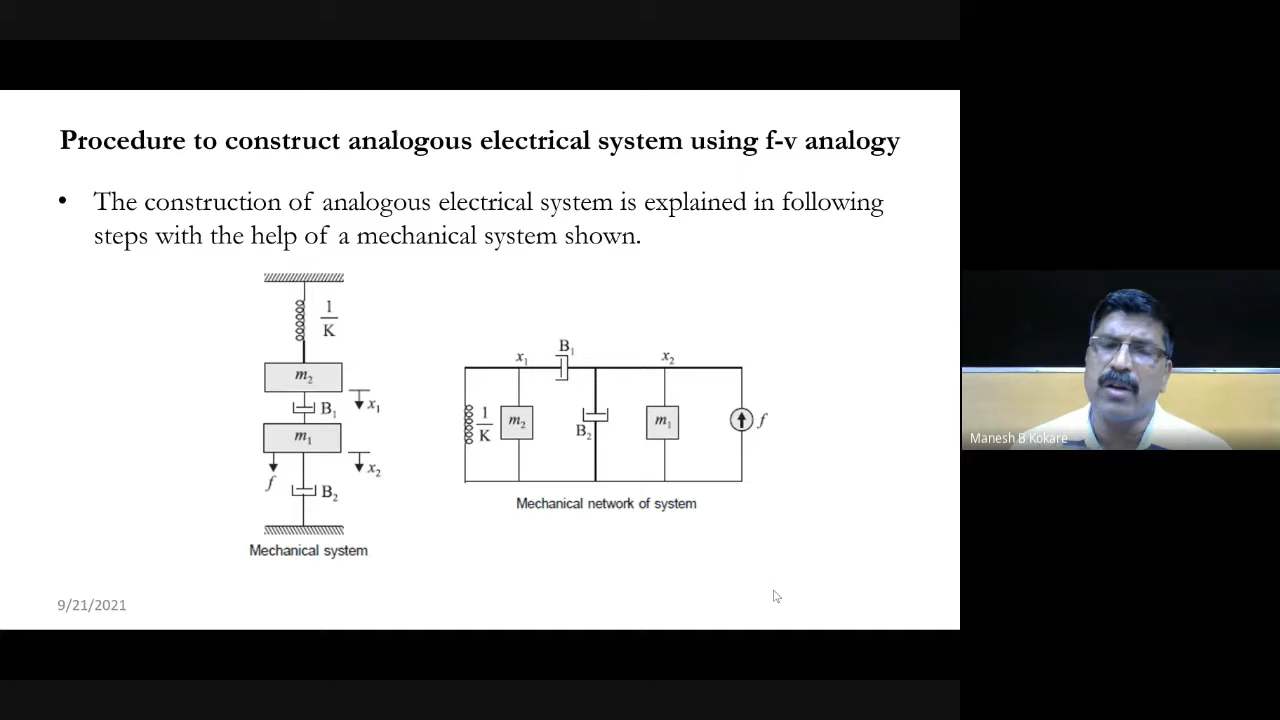 Procedure to construct analogous electrical system using f-v analogy
• The construction of analogous electrical system is explained in following
steps with the help of a mechanical system shown.
1
K
m₂
B₁
x₁
m₁
x₂
f
B₂
Mechanical system
x₁
B₁
x₂
1
K
m₂
B₂
m₁
f
Mechanical network of system
Manesh B Kokare
9/21/2021